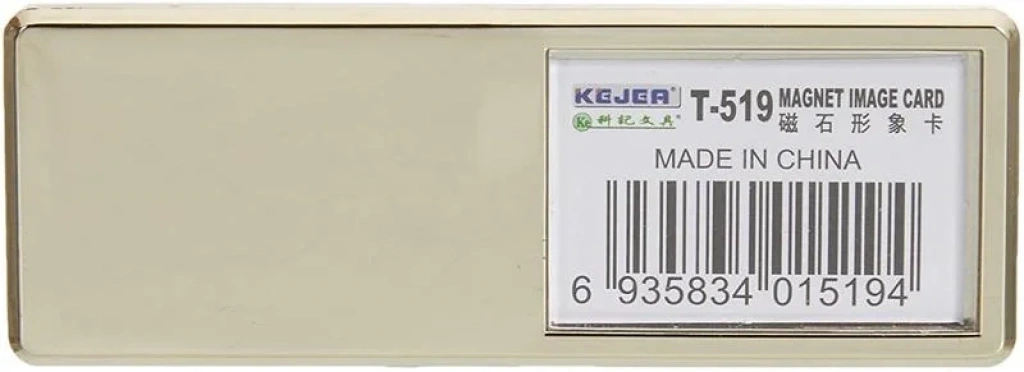 KEJEA T-519 MAGNET IMAGE CARD
Ke 科記文具 磁石形象卡
MADE IN CHINA
6 935834 015194